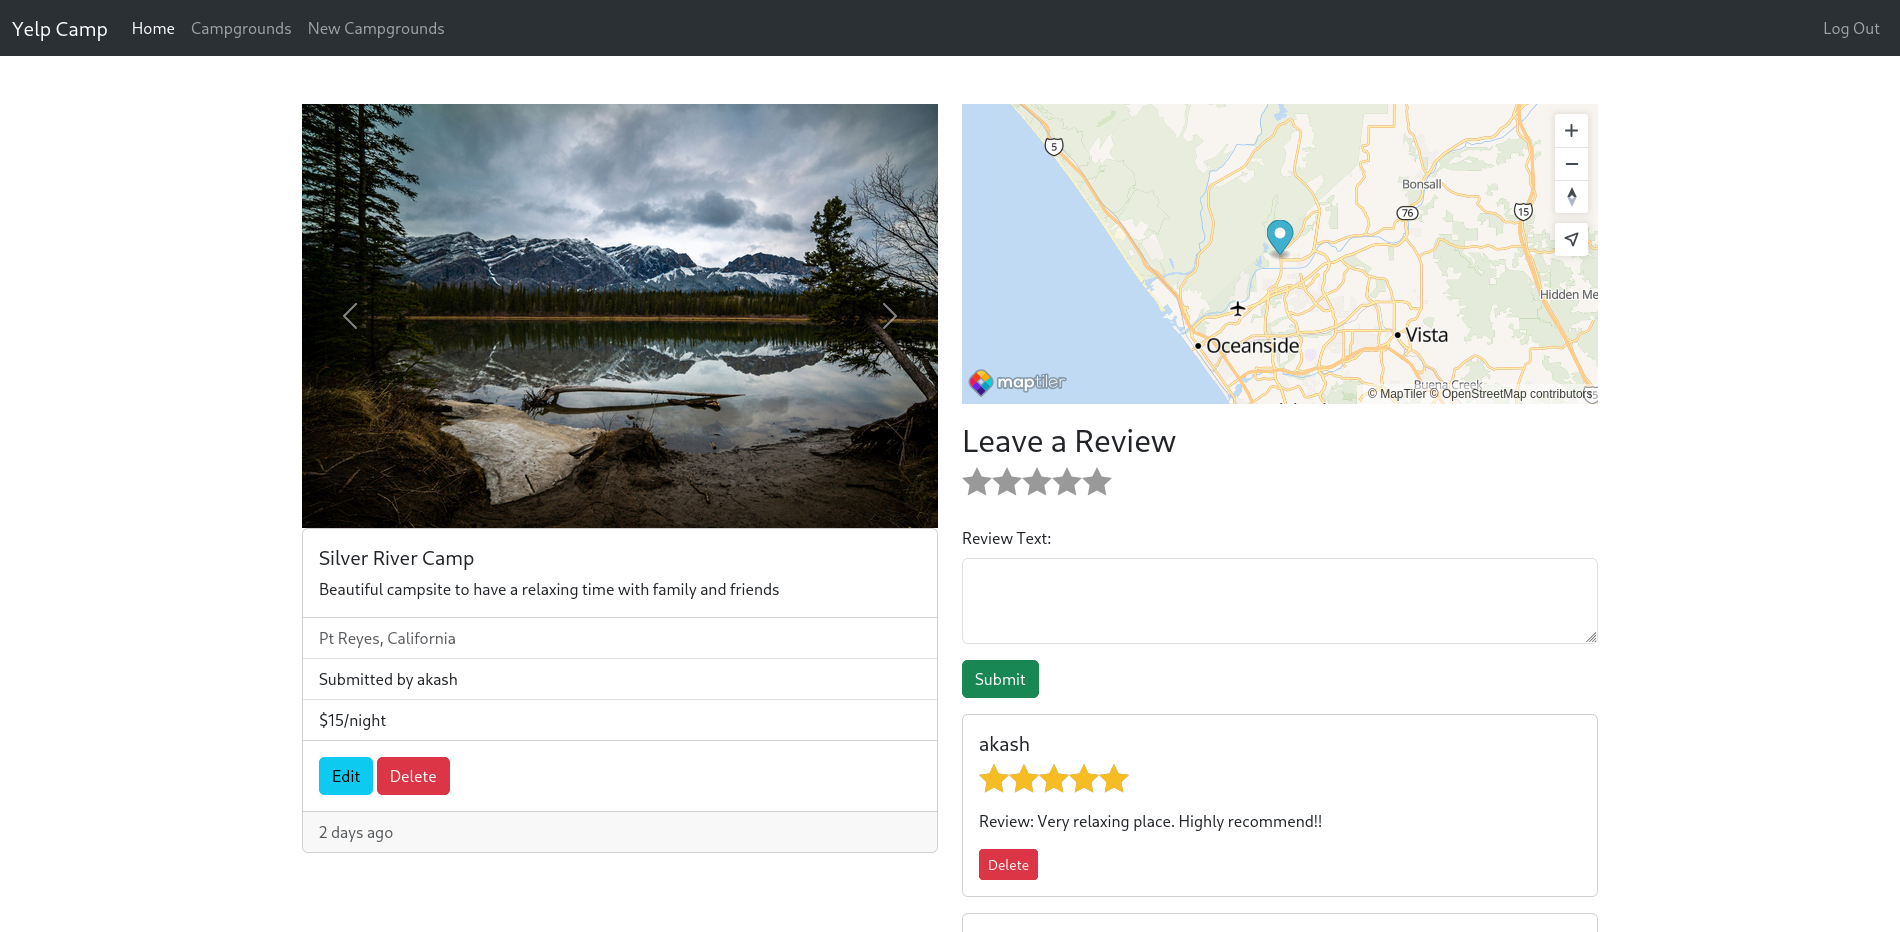 Yelp Camp
Home
Campgrounds
New Campgrounds
Log Out
Silver River Camp
Beautiful campsite to have a relaxing time with family and friends
Pt Reyes, California
Submitted by akash
$15/night
Edit
Delete
2 days ago
5
Bonsall
76
15
Oceanside
Vista
Buena Creek
maptiler
© MapTiler © OpenStreetMap contributors
Leave a Review
Review Text:
Submit
akash
Review: Very relaxing place. Highly recommend!!
Delete